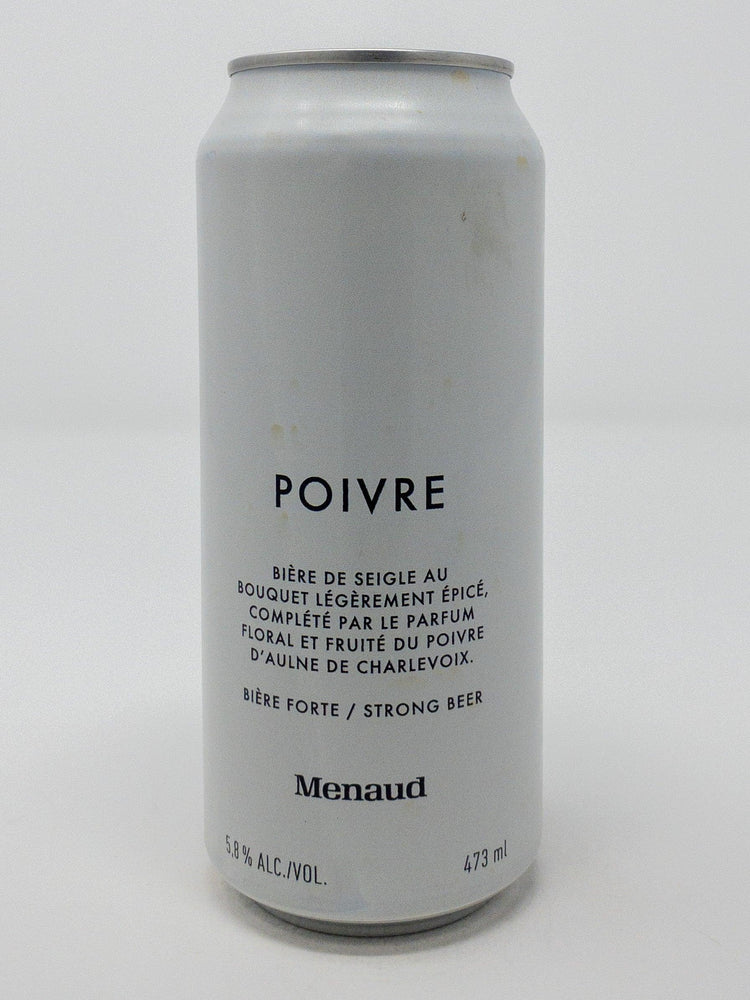 POIVRE
BIÈRE DE SEIGLE AU
BOUQUET LÉGÈREMENT ÉPICÉ,
COMPLÉTÉ PAR LE PARFUM
FLORAL ET FRUITÉ DU POIVRE
D'AULNE DE CHARLEVOIX.
BIÈRE FORTE / STRONG BEER
Menaud
5,8 % ALC./VOL.
473 ml